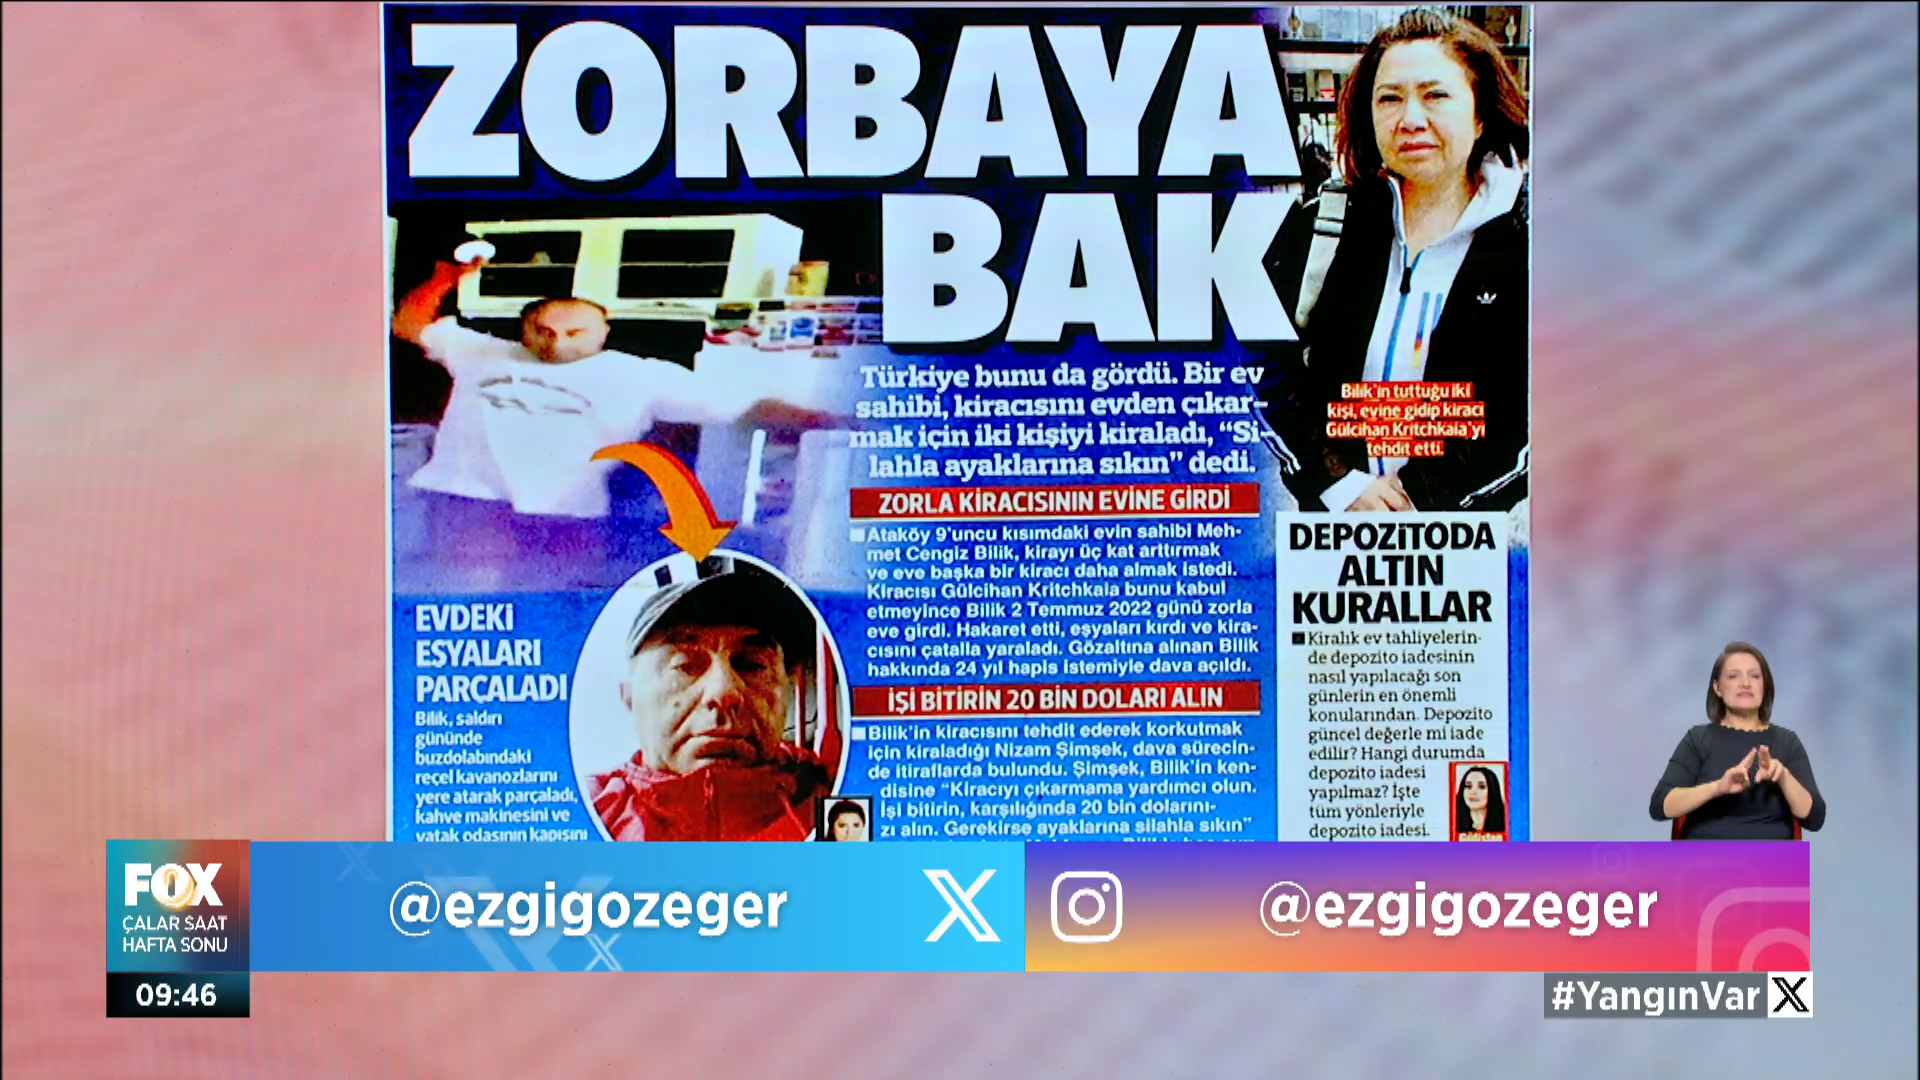 ZORBAYA
BAK
Türkiye bunu da gördü. Bir ev
sahibi, kiracısını evden çıkar-
mak için iki kişiyi kiraladı, “Si-
lahla ayaklarına sıkın” dedi.
Bilik'in tuttuğu iki
kişi, evine gidip kiracı
Gülcihan Kritchkala'yı
tehdit etti.
ZORLA KİRACISININ EVİNE GİRDİ
Ataköy 9'uncu kısımdaki evin sahibi Meh-
met Cengiz Bilik, kirayı üç kat arttırmak
ve eve başka bir kiracı daha almak istedi.
Kiracısı Gülcihan Kritchkala bunu kabul
etmeyince Bilik 2 Temmuz 2022 günü zorla
eve girdi. Hakaret etti, eşyaları kırdı ve kira-
cısını çatalla yaraladı. Gözaltına alınan Bilik
hakkında 24 yıl hapis istemiyle dava açıldı.
İŞİ BİTİRİN 20 BİN DOLARI ALIN
Bilik'in kiracısını tehdit ederek korkutmak
için kiraladığı Nizam Şimşek, dava sürecin-
de itiraflarda bulundu. Şimşek, Bilik'in ken-
disine “Kiracıyı çıkarmama yardımcı olun.
İşi bitirin, karşılığında 20 bin dolarını-
zı alın. Gerekirse ayaklarına silahla sıkın”
EVDEKİ
EŞYALARI
PARÇALADI
Bilik, saldırı
gününde
buzdolabındaki
reçel kavanozlarını
yere atarak parçaladı,
kahve makinesini ve
yatak odasının kapısını
DEPOZİTODA
ALTIN
KURALLAR
Kiralık ev tahliyelerin-
de depozito iadesinin
nasıl yapılacağı son
günlerin en önemli
konularından. Depozito
güncel değerle mi iade
edilir? Hangi durumda
depozito iadesi
yapılmaz? İşte
tüm yönleriyle
depozito iadesi.
Gülistan
FOX
ÇALAR SAAT
HAFTA SONU
09:46
@ezgigozeger
@ezgigozeger
#YangınVar